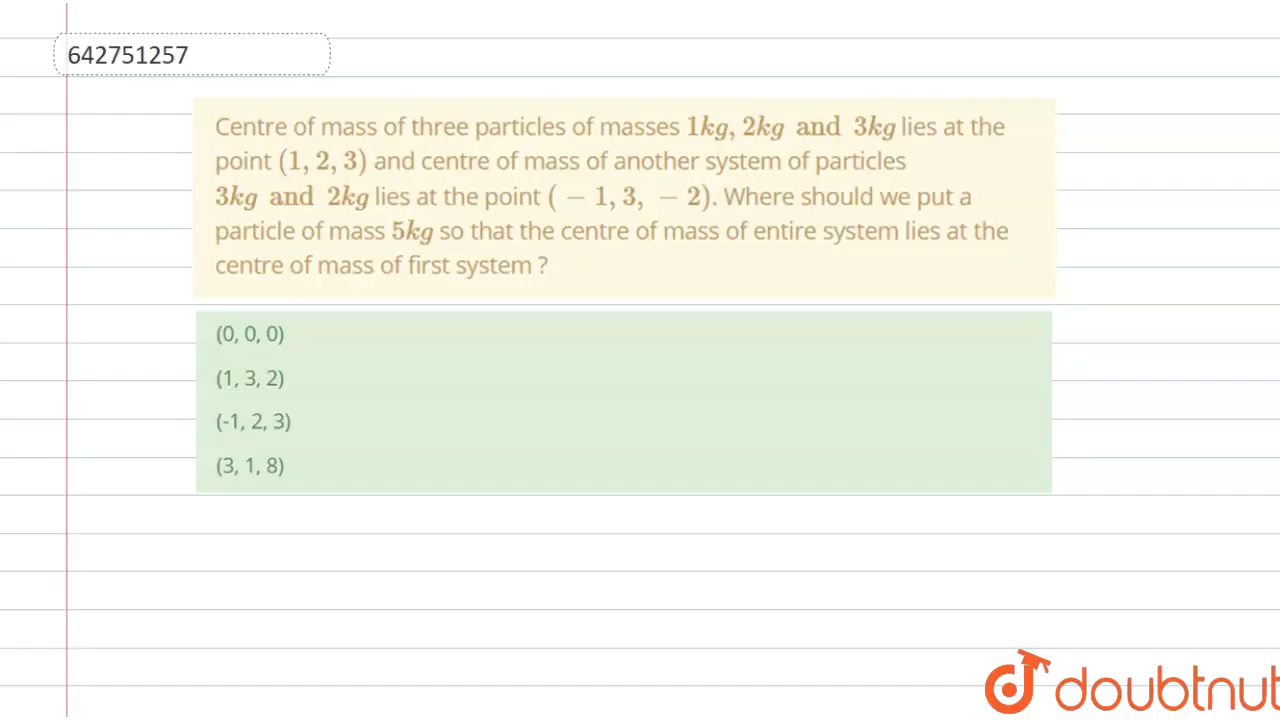 642751257
Centre of mass of three particles of masses 1kg, 2kg and 3kg lies at the
point (1, 2, 3) and centre of mass of another system of particles
3kg and 2kg lies at the point ( − 1, 3, − 2). Where should we put a
particle of mass 5kg so that the centre of mass of entire system lies at the
centre of mass of first system ?
(0, 0, 0)
(1, 3, 2)
(-1, 2, 3)
(3, 1, 8)
doubtnut